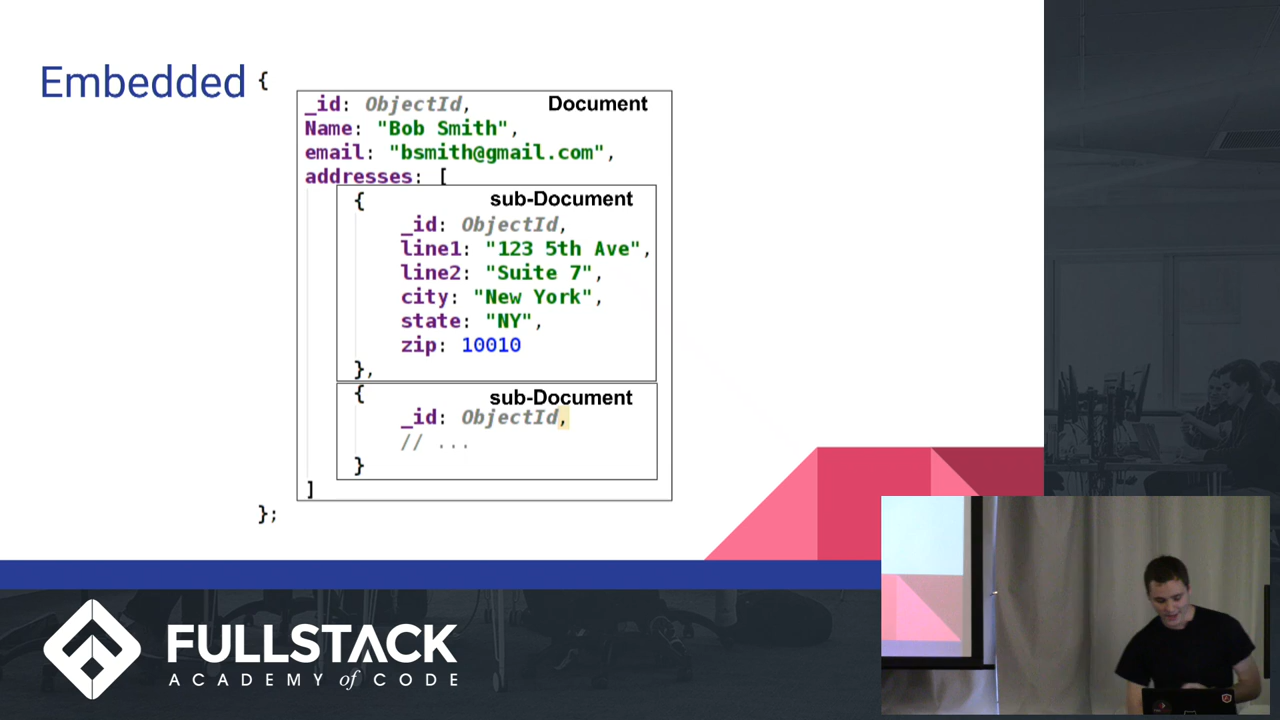 Embedded {
_id: ObjectId, Document
Name: "Bob Smith",
email: "bsmith@gmail.com",
addresses: [
{ sub-Document
_id: ObjectId,
line1: "123 5th Ave",
line2: "Suite 7",
city: "New York",
state: "NY",
zip: 10010
},
{ sub-Document
_id: ObjectId,
// ...
}
]
};
FULLSTACK
ACADEMY of CODE